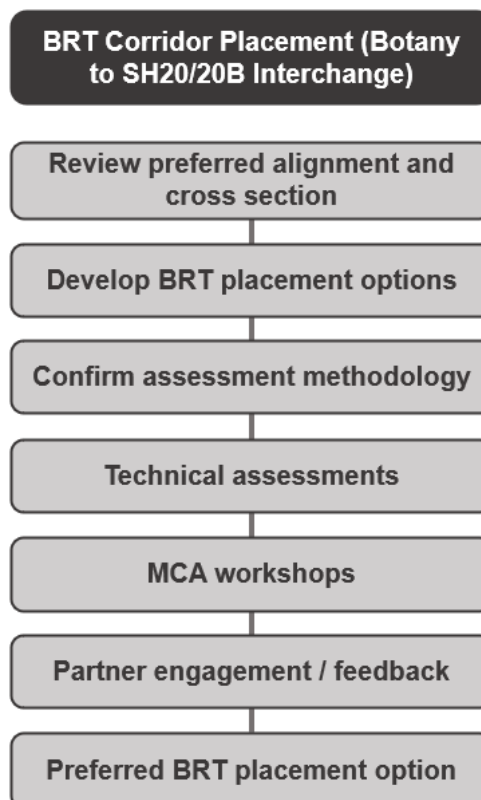 BRT Corridor Placement (Botany
to SH20/20B Interchange)
Review preferred alignment and
cross section
Develop BRT placement options
Confirm assessment methodology
Technical assessments
MCA workshops
Partner engagement / feedback
Preferred BRT placement option